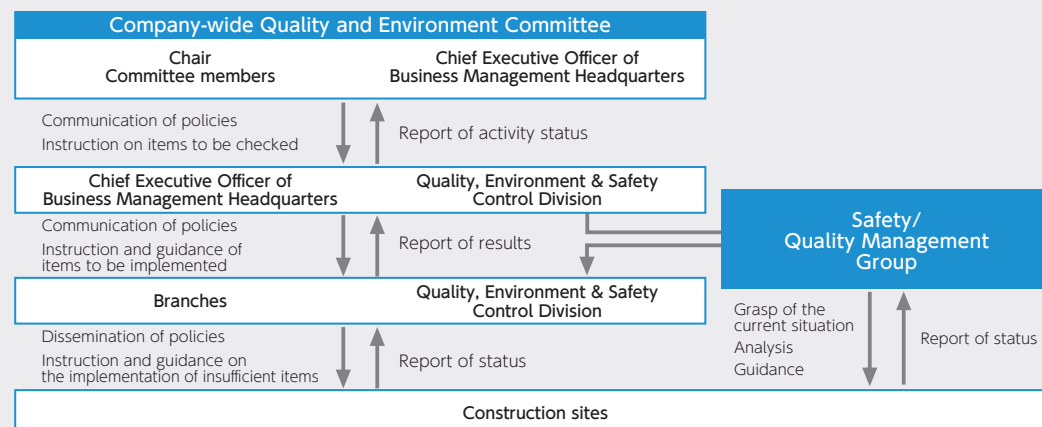 Company-wide Quality and Environment Committee
Chair
Committee members
Chief Executive Officer of
Business Management Headquarters
Communication of policies
Instruction on items to be checked
Report of activity status
Chief Executive Officer of
Business Management Headquarters
Quality, Environment & Safety
Control Division
Communication of policies
Instruction and guidance of
items to be implemented
Report of results
Safety/
Quality Management
Group
Branches
Quality, Environment & Safety
Control Division
Dissemination of policies
Instruction and guidance on
the implementation of insufficient items
Report of status
Grasp of the
current situation
Analysis
Guidance
Report of status
Construction sites